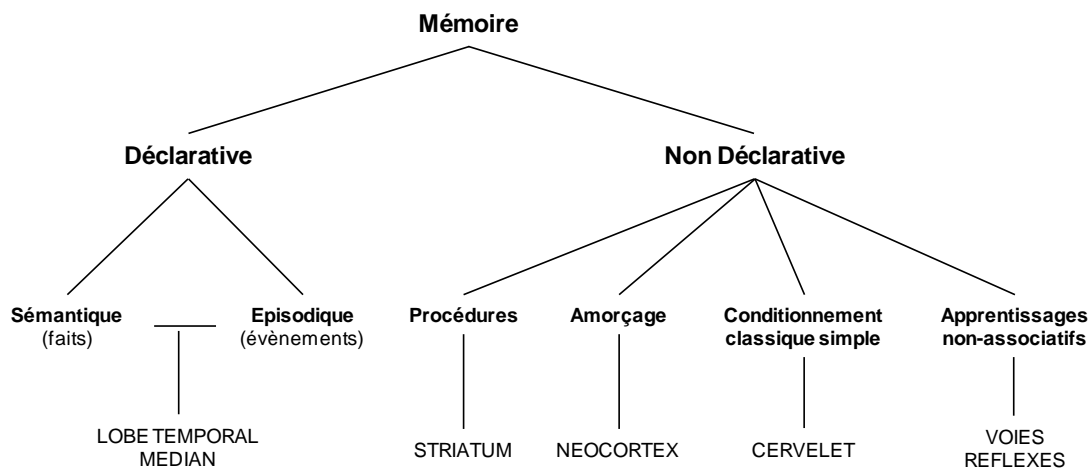 Mémoire
Déclarative
Non Déclarative
Sémantique
(faits)
Episodique
(évènements)
Procédures
Amorçage
Conditionnement
classique simple
Apprentissages
non-associatifs
LOBE TEMPORAL
MEDIAN
STRIATUM
NEOCORTEX
CERVELET
VOIES
REFLEXES